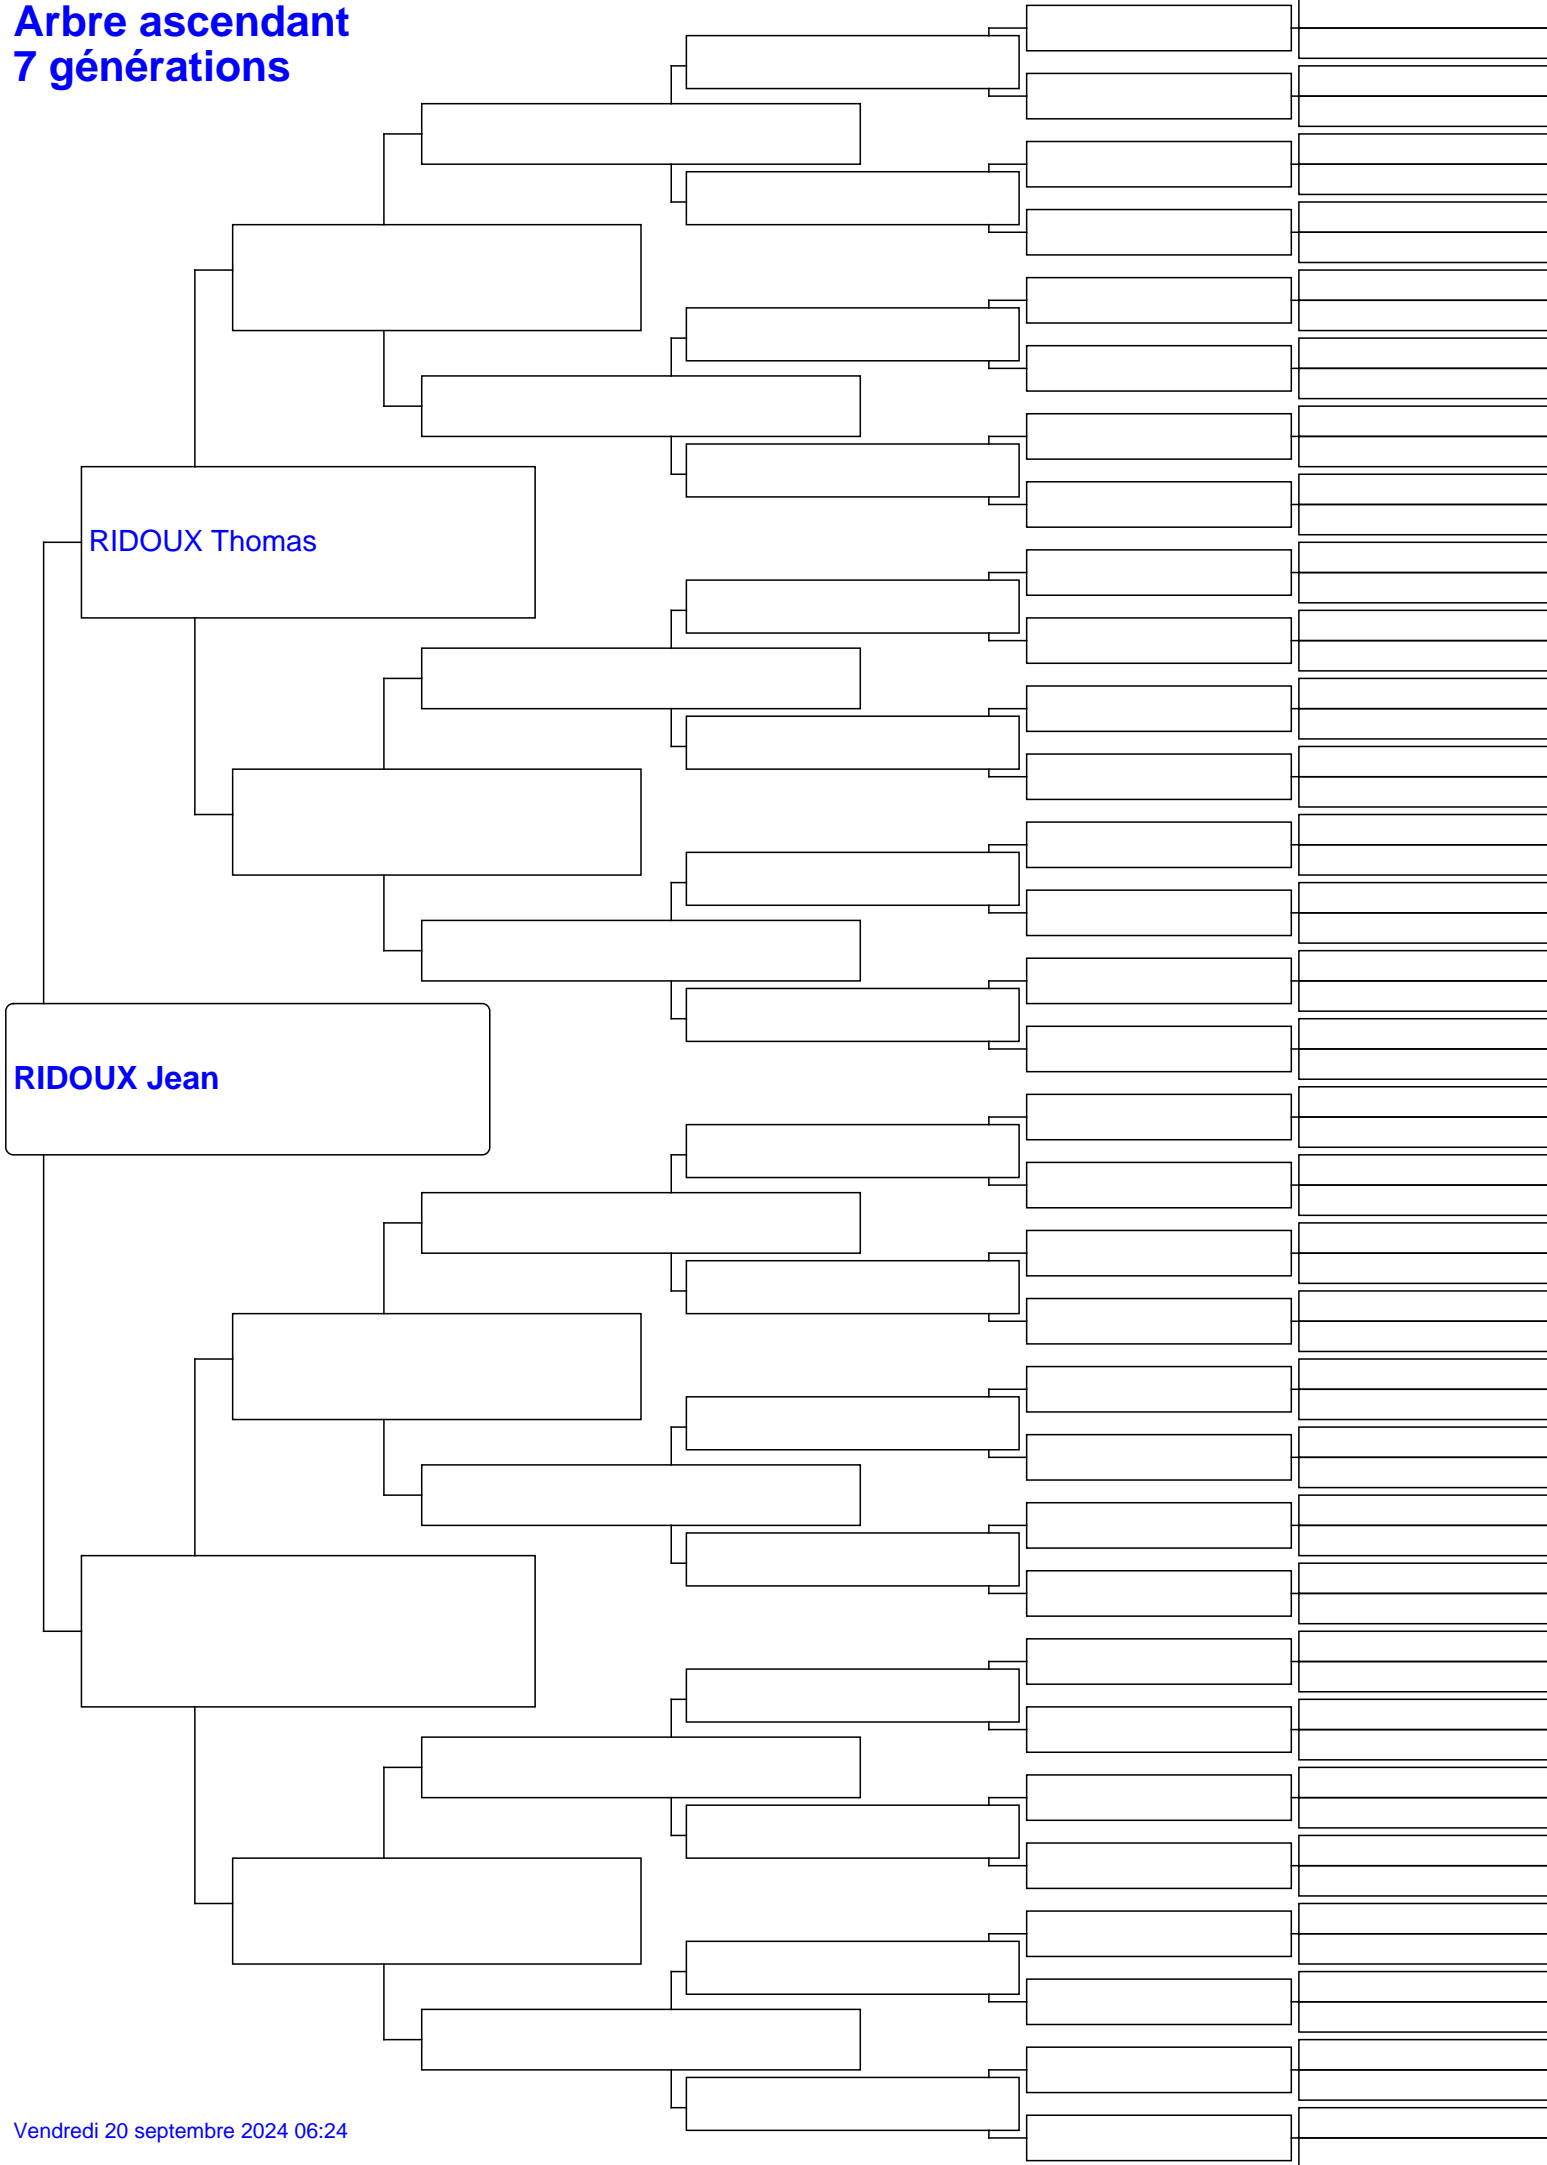 Arbre ascendant
7 générations
RIDOUX Thomas
RIDOUX Jean
Vendredi 20 septembre 2024 06:24